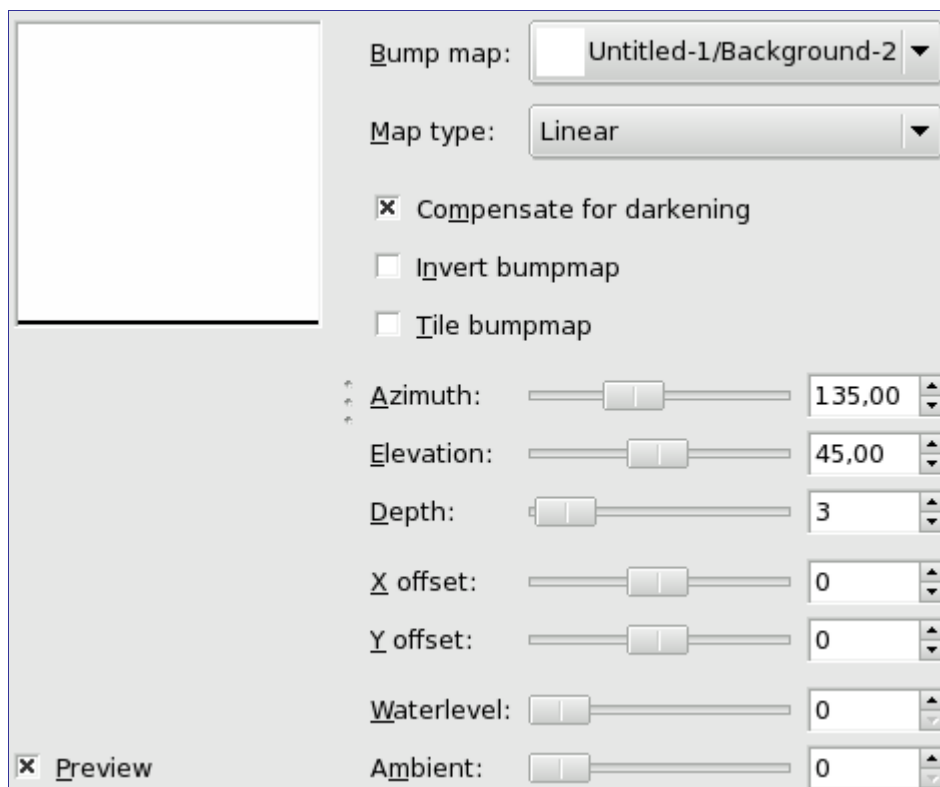 Bump map: Untitled-1/Background-2
Map type: Linear
Compensate for darkening
Invert bumpmap
Tile bumpmap
Azimuth: 135,00
Elevation: 45,00
Depth: 3
X offset: 0
Y offset: 0
Waterlevel: 0
Preview
Ambient: 0